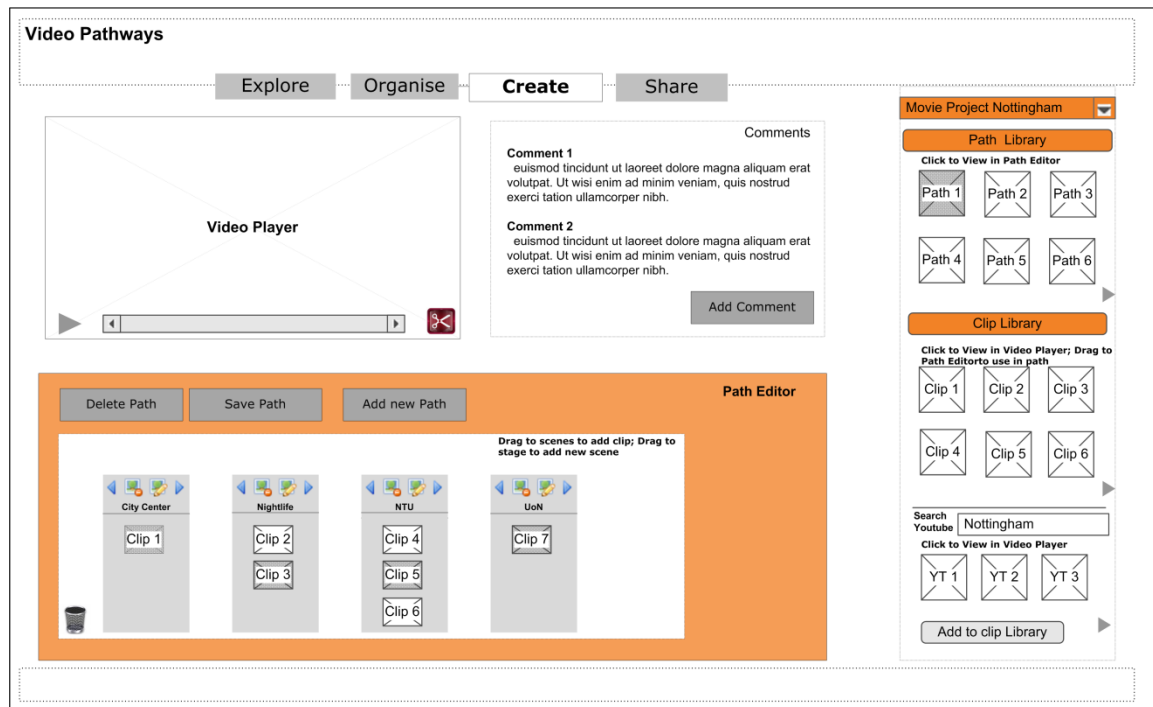 Video Pathways
Explore
Organise
Create
Share
Video Player
Comments
Comment 1
euismod tincidunt ut laoreet dolore magna aliquam erat
volutpat. Ut wisi enim ad minim veniam, quis nostrud
exerci tation ullamcorper nibh.
Comment 2
euismod tincidunt ut laoreet dolore magna aliquam erat
volutpat. Ut wisi enim ad minim veniam, quis nostrud
exerci tation ullamcorper nibh.
Add Comment
Delete Path
Save Path
Add new Path
Path Editor
Drag to scenes to add clip; Drag to
stage to add new scene
City Center
Clip 1
Nightlife
Clip 2
Clip 3
NTU
Clip 4
Clip 5
Clip 6
UoN
Clip 7
Movie Project Nottingham
Path Library
Click to View in Path Editor
Path 1
Path 2
Path 3
Path 4
Path 5
Path 6
Clip Library
Click to View in Video Player; Drag to
Path Editorto use in path
Clip 1
Clip 2
Clip 3
Clip 4
Clip 5
Clip 6
Search
Youtube
Nottingham
Click to View in Video Player
YT 1
YT 2
YT 3
Add to clip Library